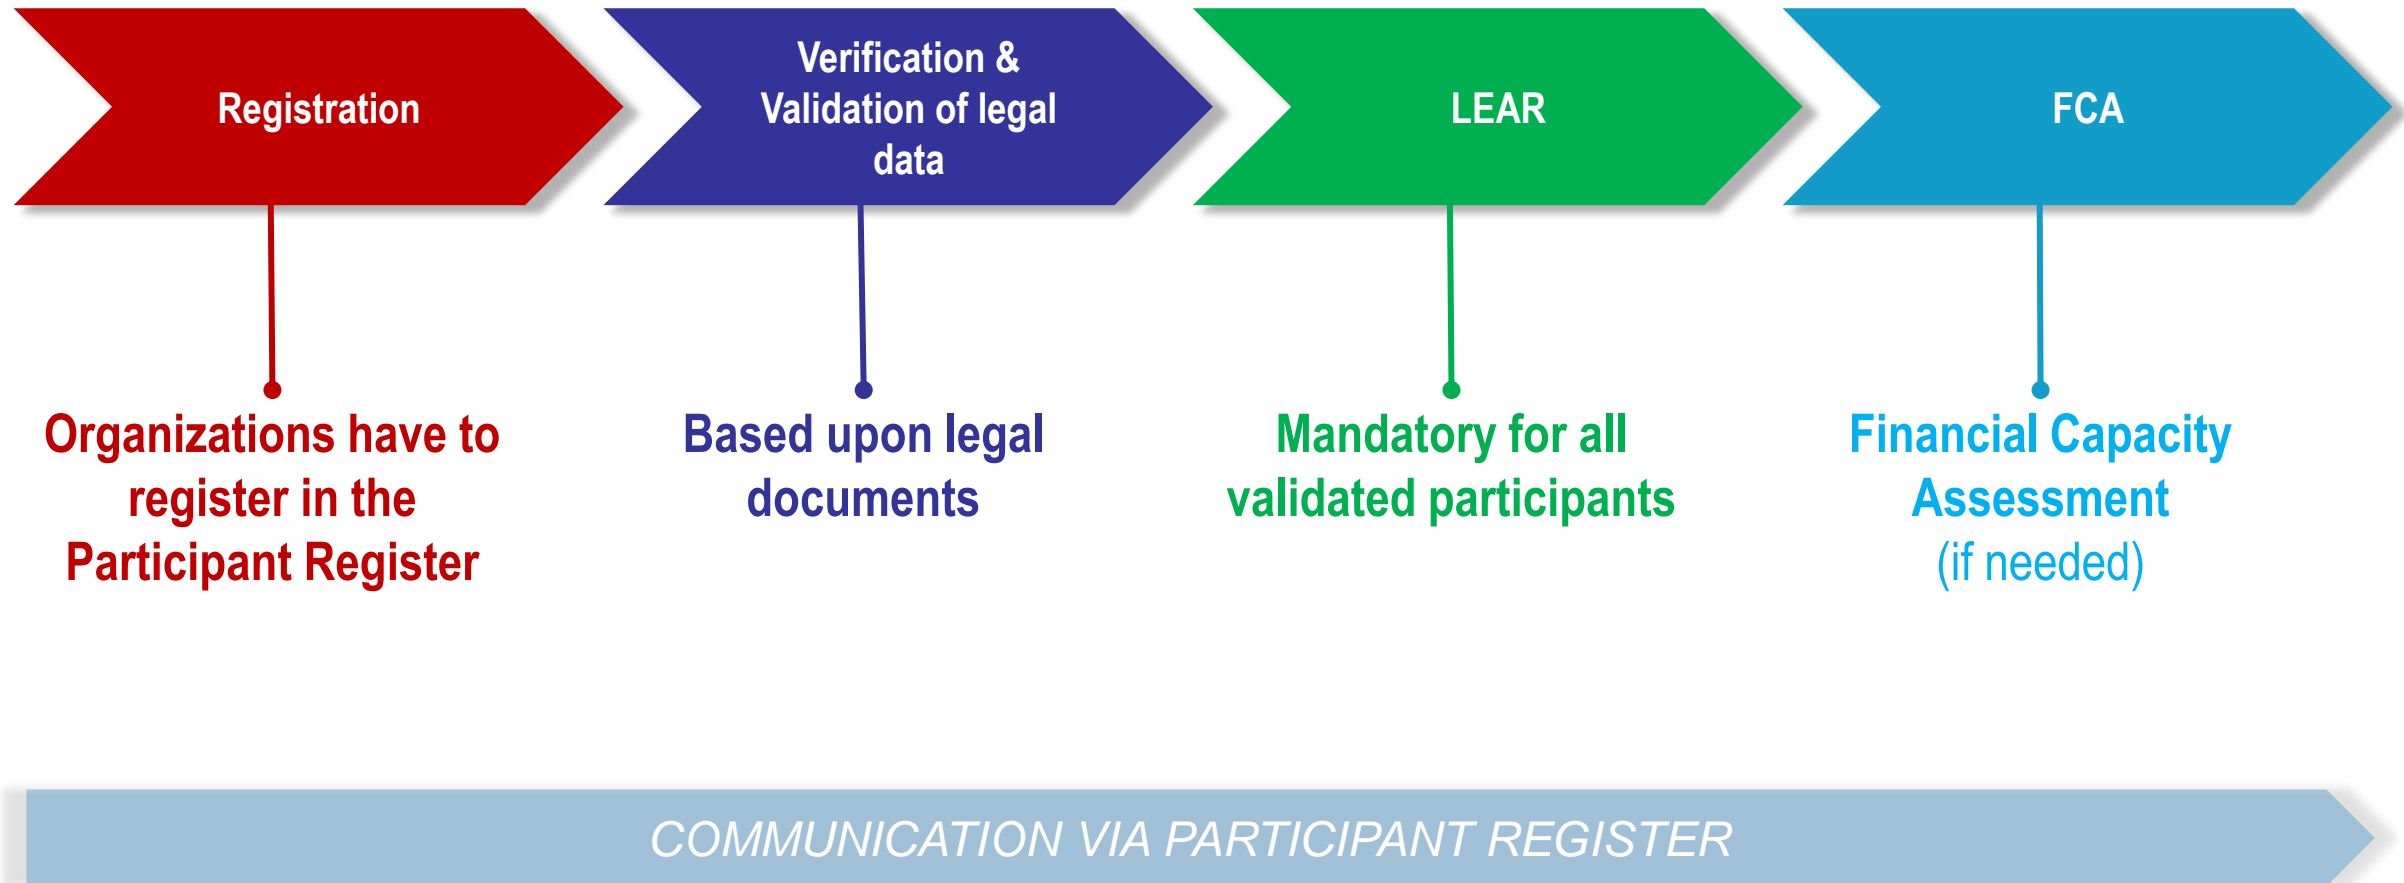 Registration
Verification &
Validation of legal
data
LEAR
FCA
Organizations have to
register in the
Participant Register
Based upon legal
documents
Mandatory for all
validated participants
Financial Capacity
Assessment
(if needed)
COMMUNICATION VIA PARTICIPANT REGISTER